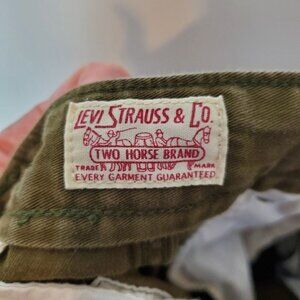 LEVI STRAUSS & CO.
TWO HORSE BRAND
TRADE MARK
EVERY GARMENT GUARANTEED